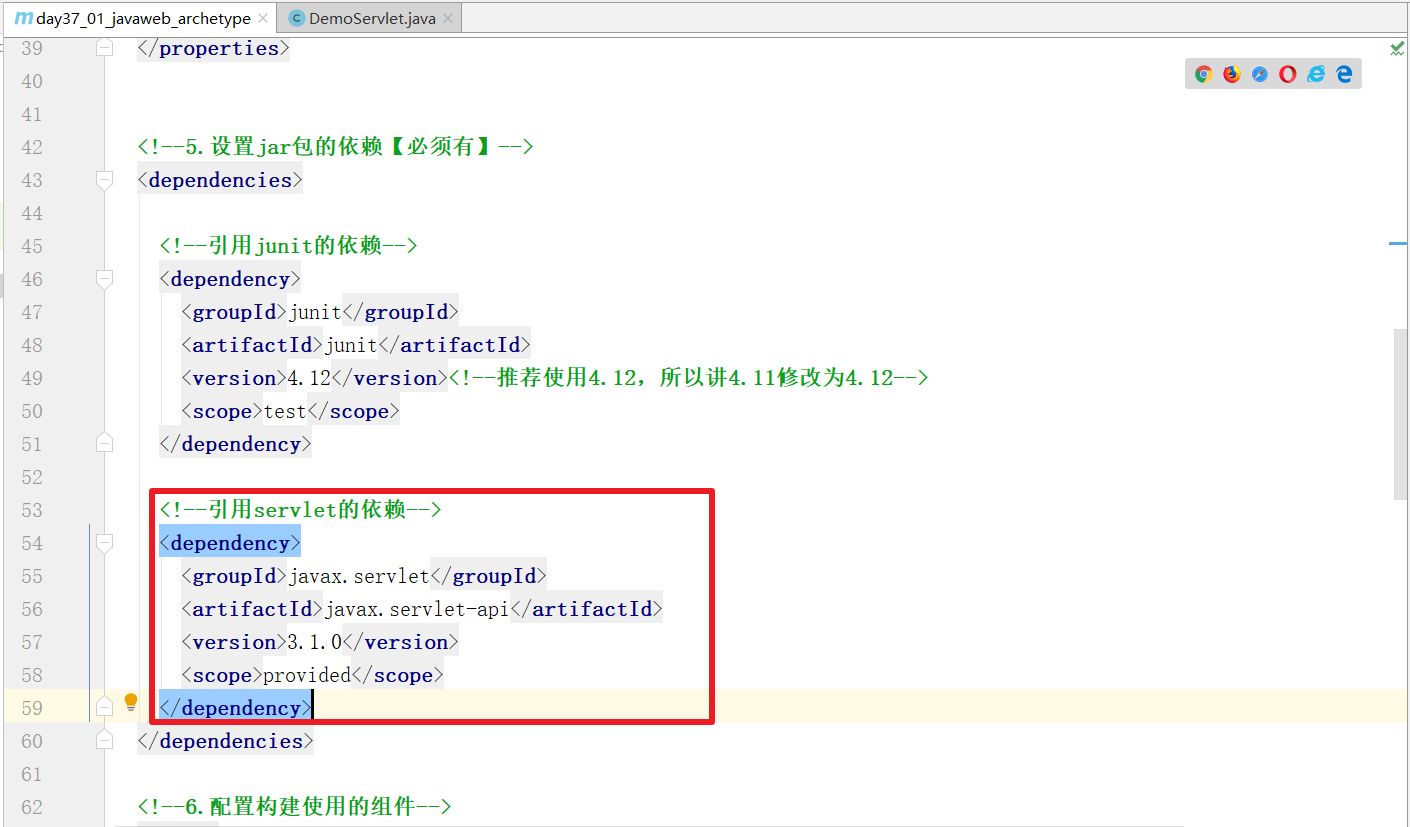 m day37_01_javaweb_archetype × C DemoServlet.java ×
39 </properties>
40
41
42 <!--5.设置jar包的依赖【必须有】-->
43 <dependencies>
44
45 <!--引用junit的依赖-->
46 <dependency>
47 <groupId>junit</groupId>
48 <artifactId>junit</artifactId>
49 <version>4.12</version><!--推荐使用4.12，所以讲4.11修改为4.12-->
50 <scope>test</scope>
51 </dependency>
52
53 <!--引用servlet的依赖-->
54 <dependency>
55 <groupId>javax.servlet</groupId>
56 <artifactId>javax.servlet-api</artifactId>
57 <version>3.1.0</version>
58 <scope>provided</scope>
59 </dependency>
60 </dependencies>
61
62 <!--6.配置构建使用的组件-->